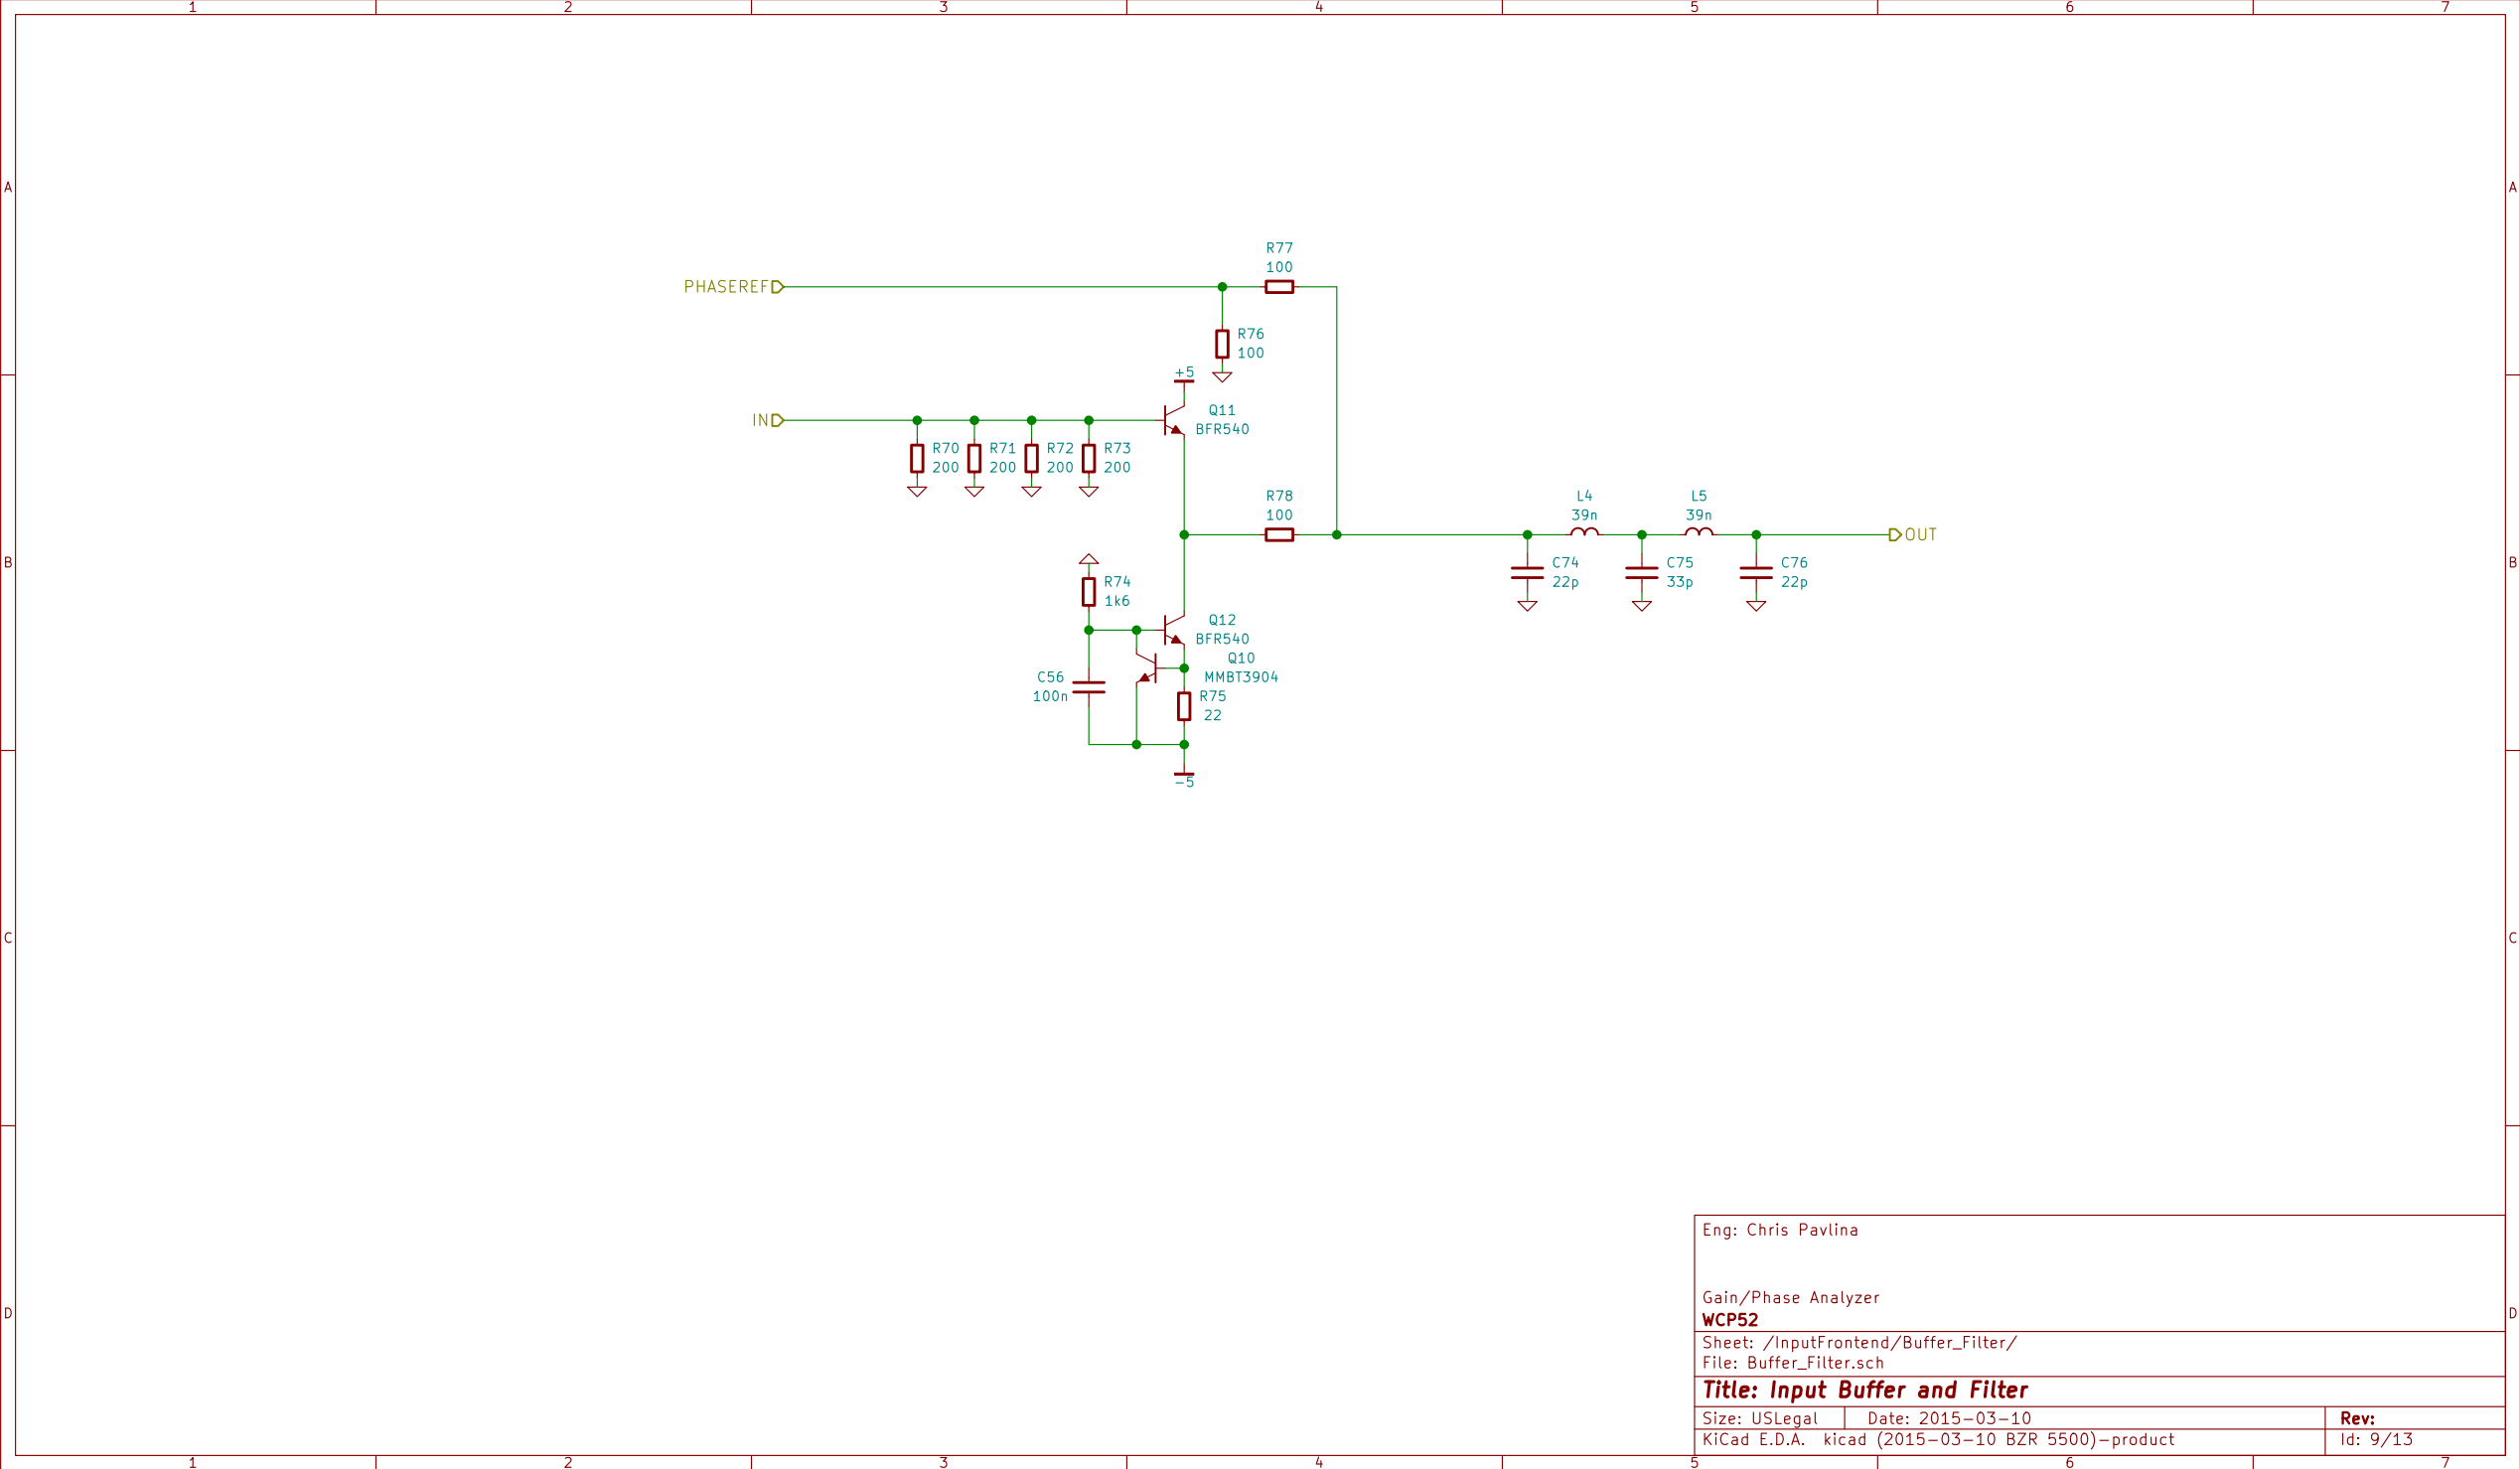 1 2 3 4 5 6 7
A A
R77
100
PHASEREF
R76
100
+5
Q11
BFR540
IN
R70 R71 R72 R73
200 200 200 200
R78
100
L4 L5
39n 39n
OUT
B B
C74 C75 C76
22p 33p 22p
R74
1k6
Q12
BFR540
Q10
MMBT3904
C56
100n
R75
22
-5
C C
Eng: Chris Pavlina
Gain/Phase Analyzer
D D
WCP52
Sheet: /InputFrontend/Buffer_Filter/
File: Buffer_Filter.sch
Title: Input Buffer and Filter
Size: USLegal Date: 2015-03-10 Rev:
KiCad E.D.A. kicad (2015-03-10 BZR 5500)-product Id: 9/13
1 2 3 4 5 6 7